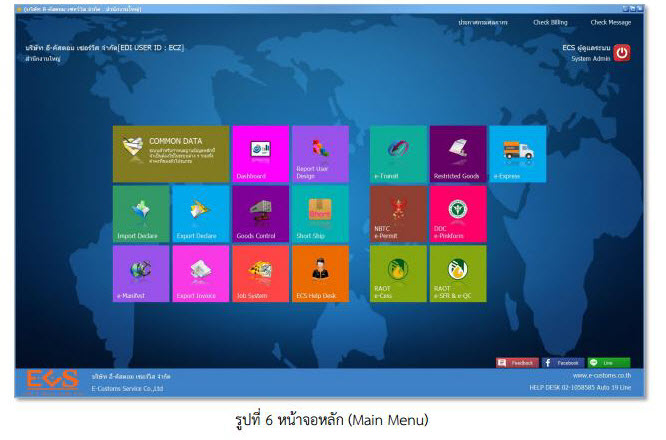 (บริษัท อี-คัสตอม เซอร์วิส จำกัด : สำนักงานใหญ่)
ประกาศกรมศุลกากร Check Billing Check Message
บริษัท อี-คัสตอม เซอร์วิส จำกัด[EDI USER ID : ECZ]
สำนักงานใหญ่
ECS ผู้ดูแลระบบ
System Admin
COMMON DATA
Dashboard
Report User
Design
e-Transit
Restricted Goods
e-Express
Import Declare
Export Declare
Goods Control
Short
Short Ship
NBTC
e-Permit
DDC
e-Pinkform
e-Manifest
Export Invoice
Job System
ECS Help Desk
RAOT
e-Cess
RAOT
e-SFR & e-QC
Feedback
Facebook
Line
ECS
บริษัท อี-คัสตอม เซอร์วิส จำกัด
E-Customs Service Co.,Ltd
www.e-customs.co.th
HELP DESK 02-1058585 Auto 19 Line
รูปที่ 6 หน้าจอหลัก (Main Menu)